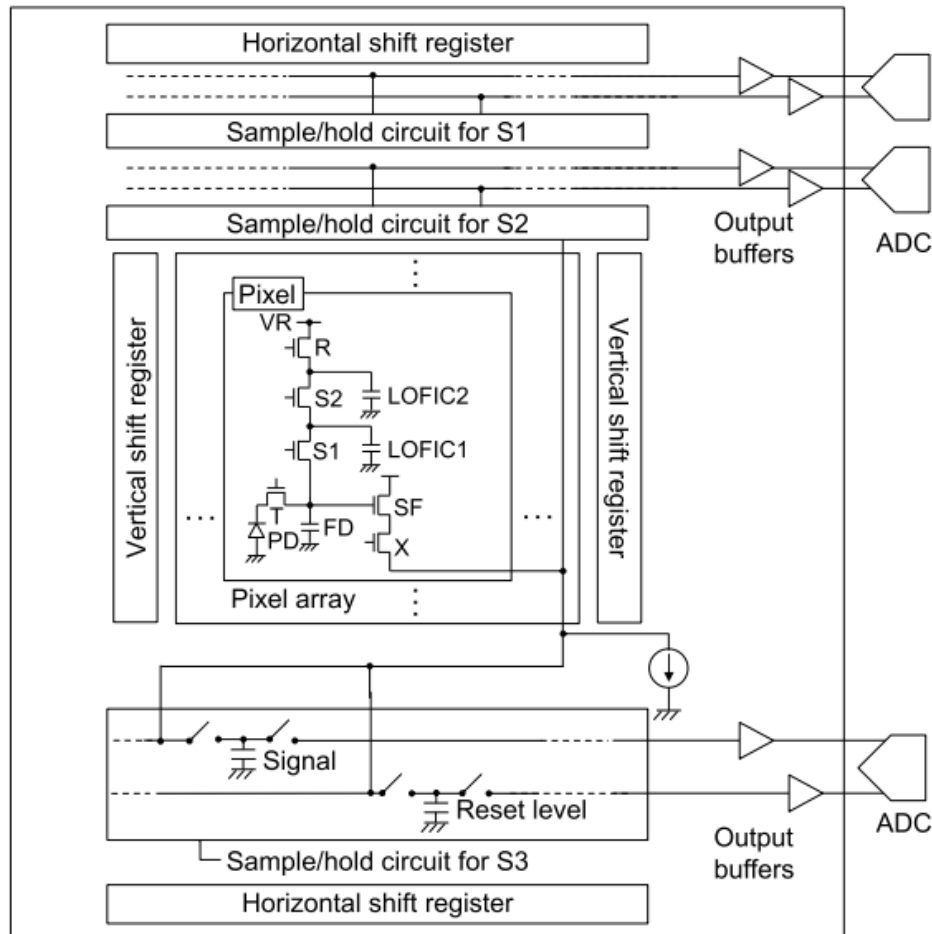 Horizontal shift register
Sample/hold circuit for S1
Sample/hold circuit for S2
Output
buffers
ADC
Vertical shift register
Pixel
VR
R
S2
LOFIC2
S1
LOFIC1
T
PD
FD
SF
X
Pixel array
Vertical shift register
Signal
Reset level
Sample/hold circuit for S3
Output
buffers
ADC
Horizontal shift register